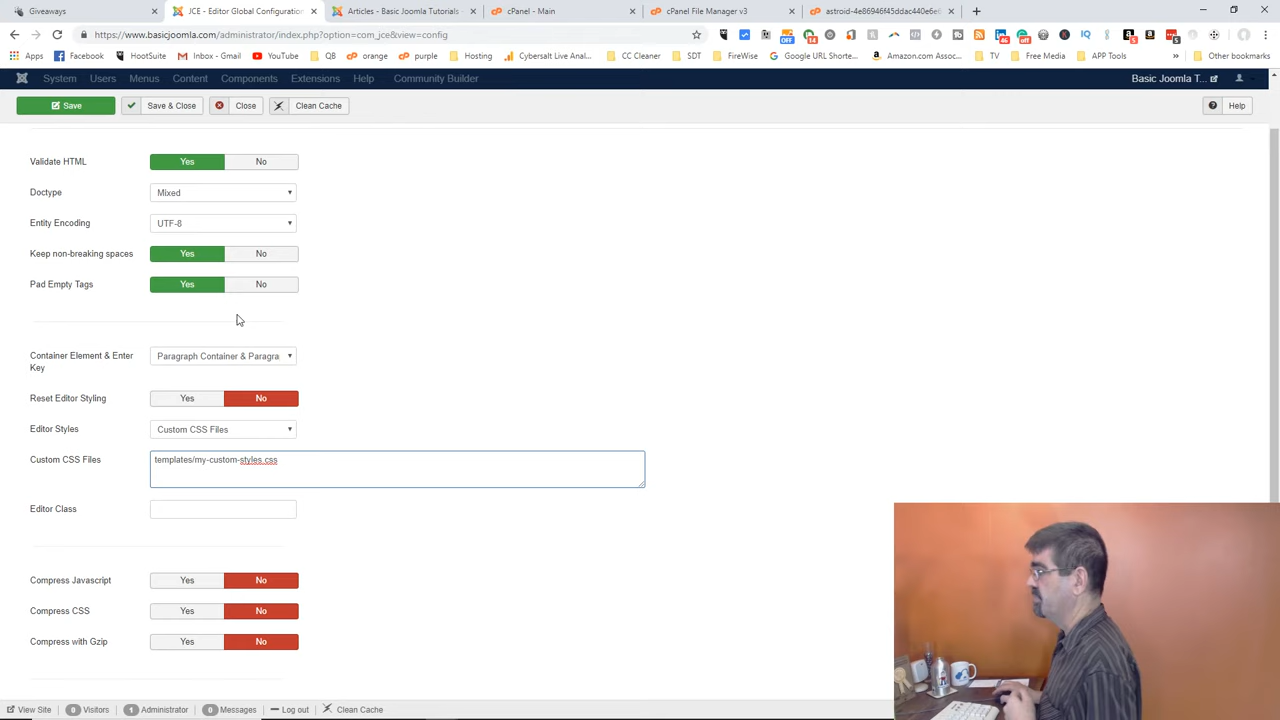 Giveaways
JCE - Editor Global Configuration
Articles - Basic Joomla Tutorials
cPanel - Main
cPanel File Manager v3
https://www.basicjoomla.com/administrator/index.php?option=com_jce&view=config
Apps
Facebook
HootSuite
Inbox - Gmail
YouTube
QB
orange
purple
Hosting
Cybersalt Live Anal...
CC Cleaner
SDT
FireWise
Google URL Shorte...
Amazon.com Assoc...
TV
Free Media
APP Tools
»
Other bookmarks
System
Users
Menus
Content
Components
Extensions
Help
Community Builder
Basic Joomla T...
Save
Save & Close
Close
Clean Cache
Help
Validate HTML
Yes
No
Doctype
Mixed
Entity Encoding
UTF-8
Keep non-breaking spaces
Yes
No
Pad Empty Tags
Yes
No
Container Element & Enter
Key
Paragraph Container & Paragra
Reset Editor Styling
Yes
No
Editor Styles
Custom CSS Files
Custom CSS Files
templates/my-custom-styles.css
Editor Class
Compress Javascript
Yes
No
Compress CSS
Yes
No
Compress with Gzip
Yes
No
View Site
0 Visitors
1 Administrator
0 Messages
Log out
Clean Cache